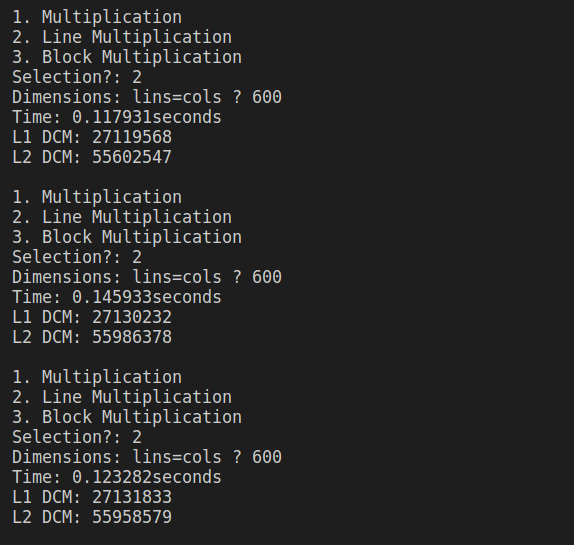 1. Multiplication
2. Line Multiplication
3. Block Multiplication
Selection?: 2
Dimensions: lins=cols ? 600
Time: 0.117931seconds
L1 DCM: 27119568
L2 DCM: 55602547

1. Multiplication
2. Line Multiplication
3. Block Multiplication
Selection?: 2
Dimensions: lins=cols ? 600
Time: 0.145933seconds
L1 DCM: 27130232
L2 DCM: 55986378

1. Multiplication
2. Line Multiplication
3. Block Multiplication
Selection?: 2
Dimensions: lins=cols ? 600
Time: 0.123282seconds
L1 DCM: 27131833
L2 DCM: 55958579